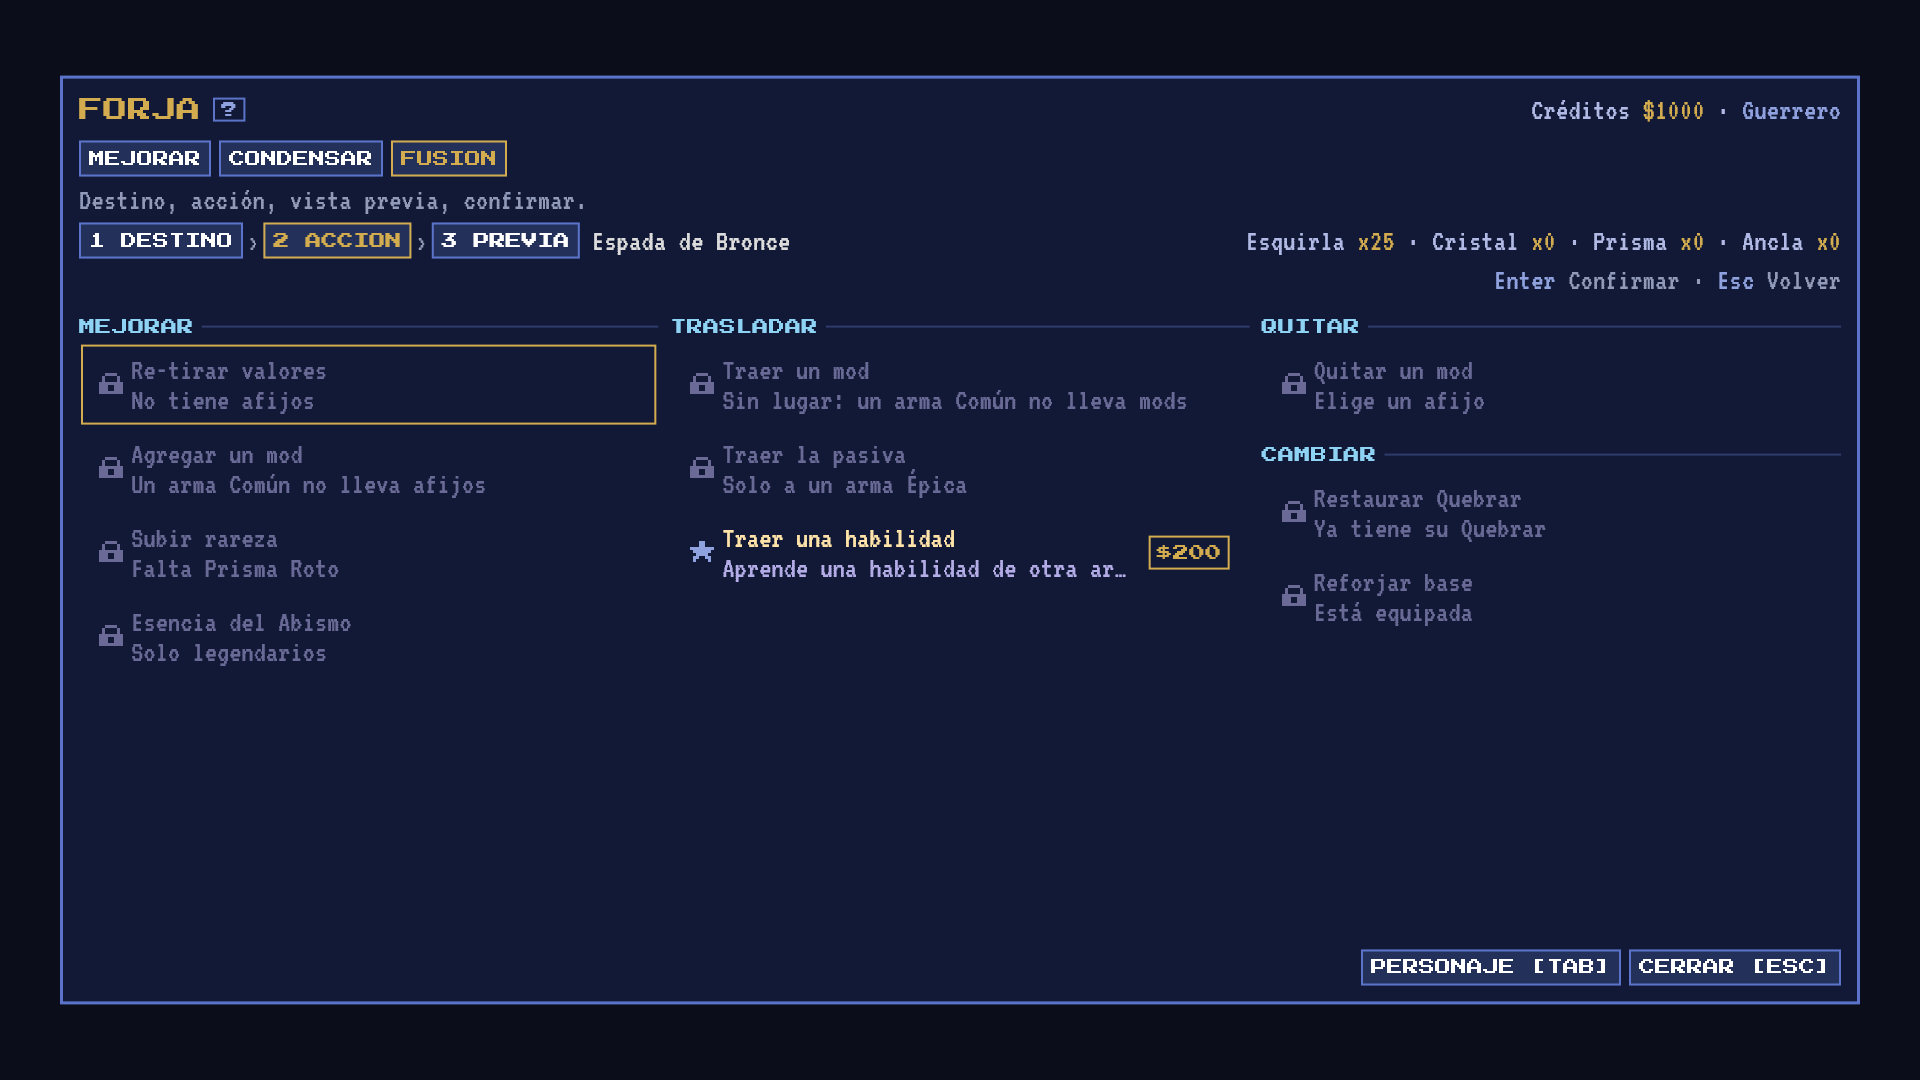 FORJA ?
Créditos $1000 · Guerrero
MEJORAR CONDENSAR FUSION
Destino, acción, vista previa, confirmar.
1 DESTINO › 2 ACCION › 3 PREVIA Espada de Bronce
Esquirla x25 · Cristal x0 · Prisma x0 · Ancla x0
Enter Confirmar · Esc Volver
MEJORAR
Re-tirar valores
No tiene afijos
Agregar un mod
Un arma Común no lleva afijos
Subir rareza
Falta Prisma Roto
Esencia del Abismo
Solo legendarios
TRASLADAR
Traer un mod
Sin lugar: un arma Común no lleva mods
Traer la pasiva
Solo a un arma Épica
Traer una habilidad
Aprende una habilidad de otra ar…
$200
QUITAR
Quitar un mod
Elige un afijo
CAMBIAR
Restaurar Quebrar
Ya tiene su Quebrar
Reforjar base
Está equipada
PERSONAJE [TAB] CERRAR [ESC]